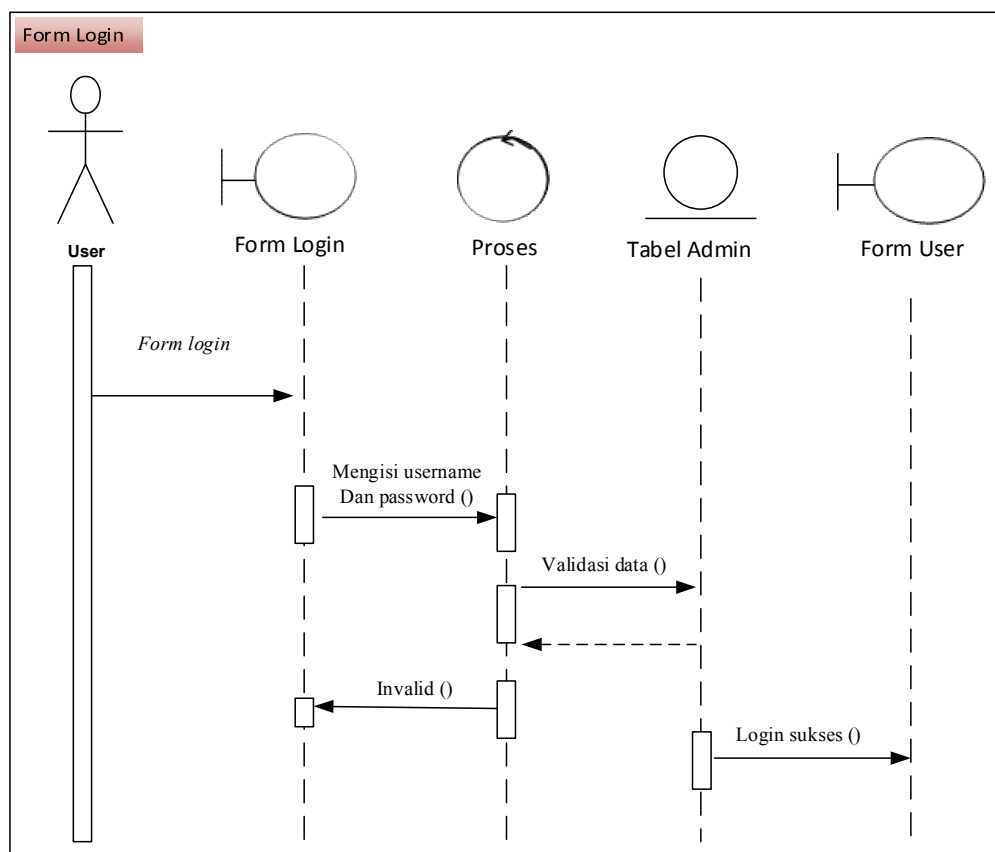 Form Login
User
Form Login
Proses
Tabel Admin
Form User
Form login
Mengisi username
Dan password ()
Validasi data ()
Invalid ()
Login sukses ()